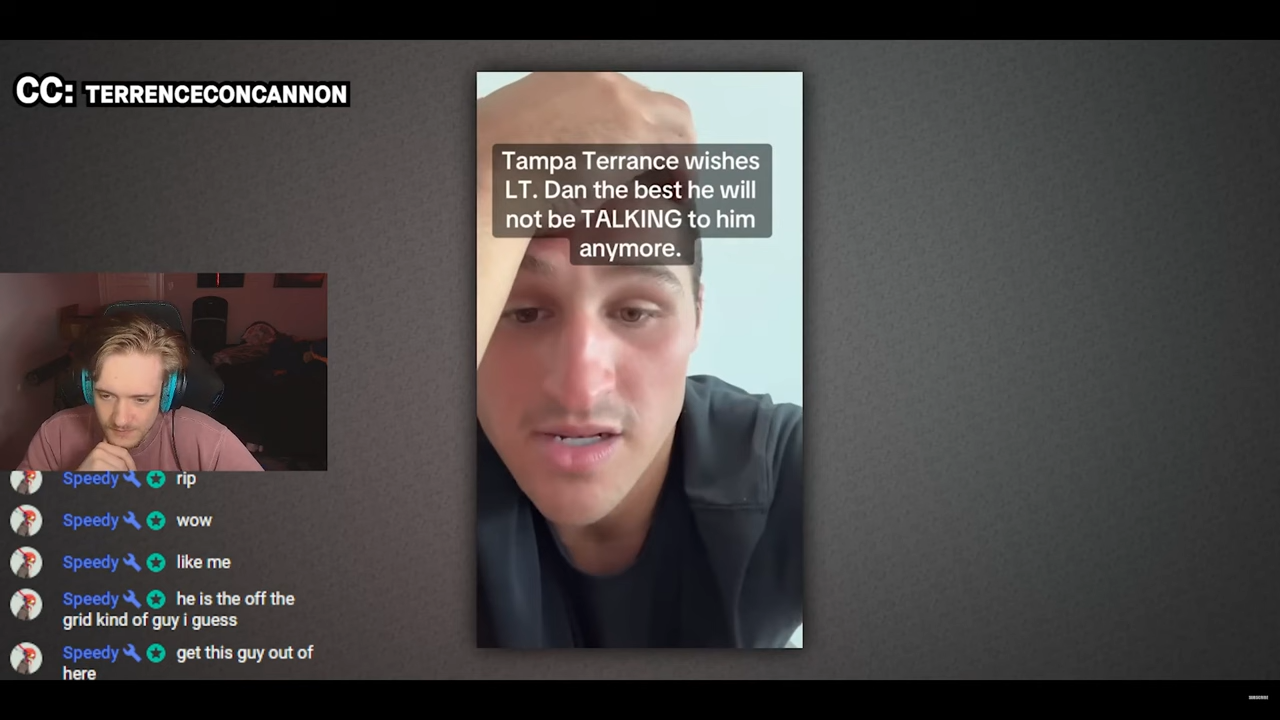 CC: TERRENCECONCANNON
Tampa Terrance wishes
LT. Dan the best he will
not be TALKING to him
anymore.
Speedy rip
Speedy wow
Speedy like me
Speedy he is the off the
grid kind of guy i guess
Speedy get this guy out of
here
SUBSCRIBE